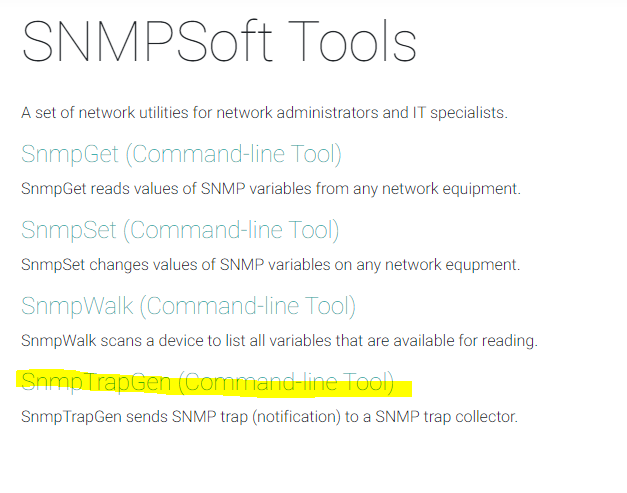 SNMPSoft Tools
A set of network utilities for network administrators and IT specialists.
SnmpGet (Command-line Tool)
SnmpGet reads values of SNMP variables from any network equipment.
SnmpSet (Command-line Tool)
SnmpSet changes values of SNMP variables on any network equpment.
SnmpWalk (Command-line Tool)
SnmpWalk scans a device to list all variables that are available for reading.
SnmpTrapGen (Command-line Tool)
SnmpTrapGen sends SNMP trap (notification) to a SNMP trap collector.